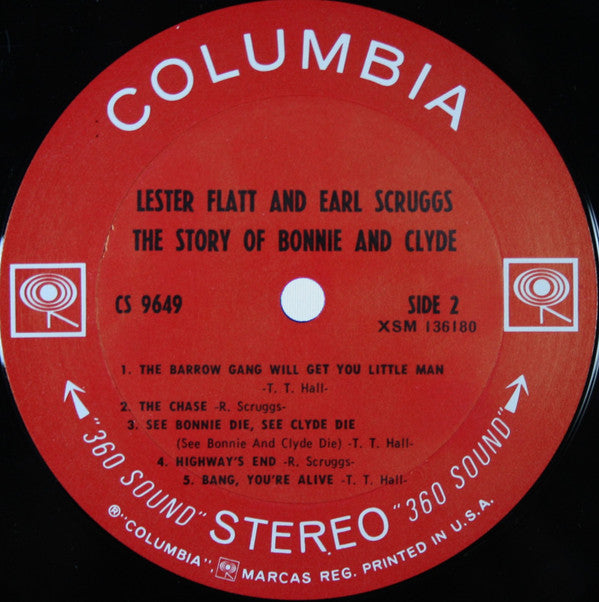 COLUMBIA
LESTER FLATT AND EARL SCRUGGS
THE STORY OF BONNIE AND CLYDE
CS 9649
SIDE 2
XSM 136180
1. THE BARROW GANG WILL GET YOU LITTLE MAN
-T. T. Hall-
2. THE CHASE -R. Scruggs-
3. SEE BONNIE DIE, SEE CLYDE DIE
(See Bonnie And Clyde Die) -T. T. Hall-
4. HIGHWAY'S END -R. Scruggs-
5. BANG, YOU'RE ALIVE -T. T. Hall-
"360 SOUND" STEREO "360 SOUND"
®"COLUMBIA", MARCAS REG. PRINTED IN U.S.A.